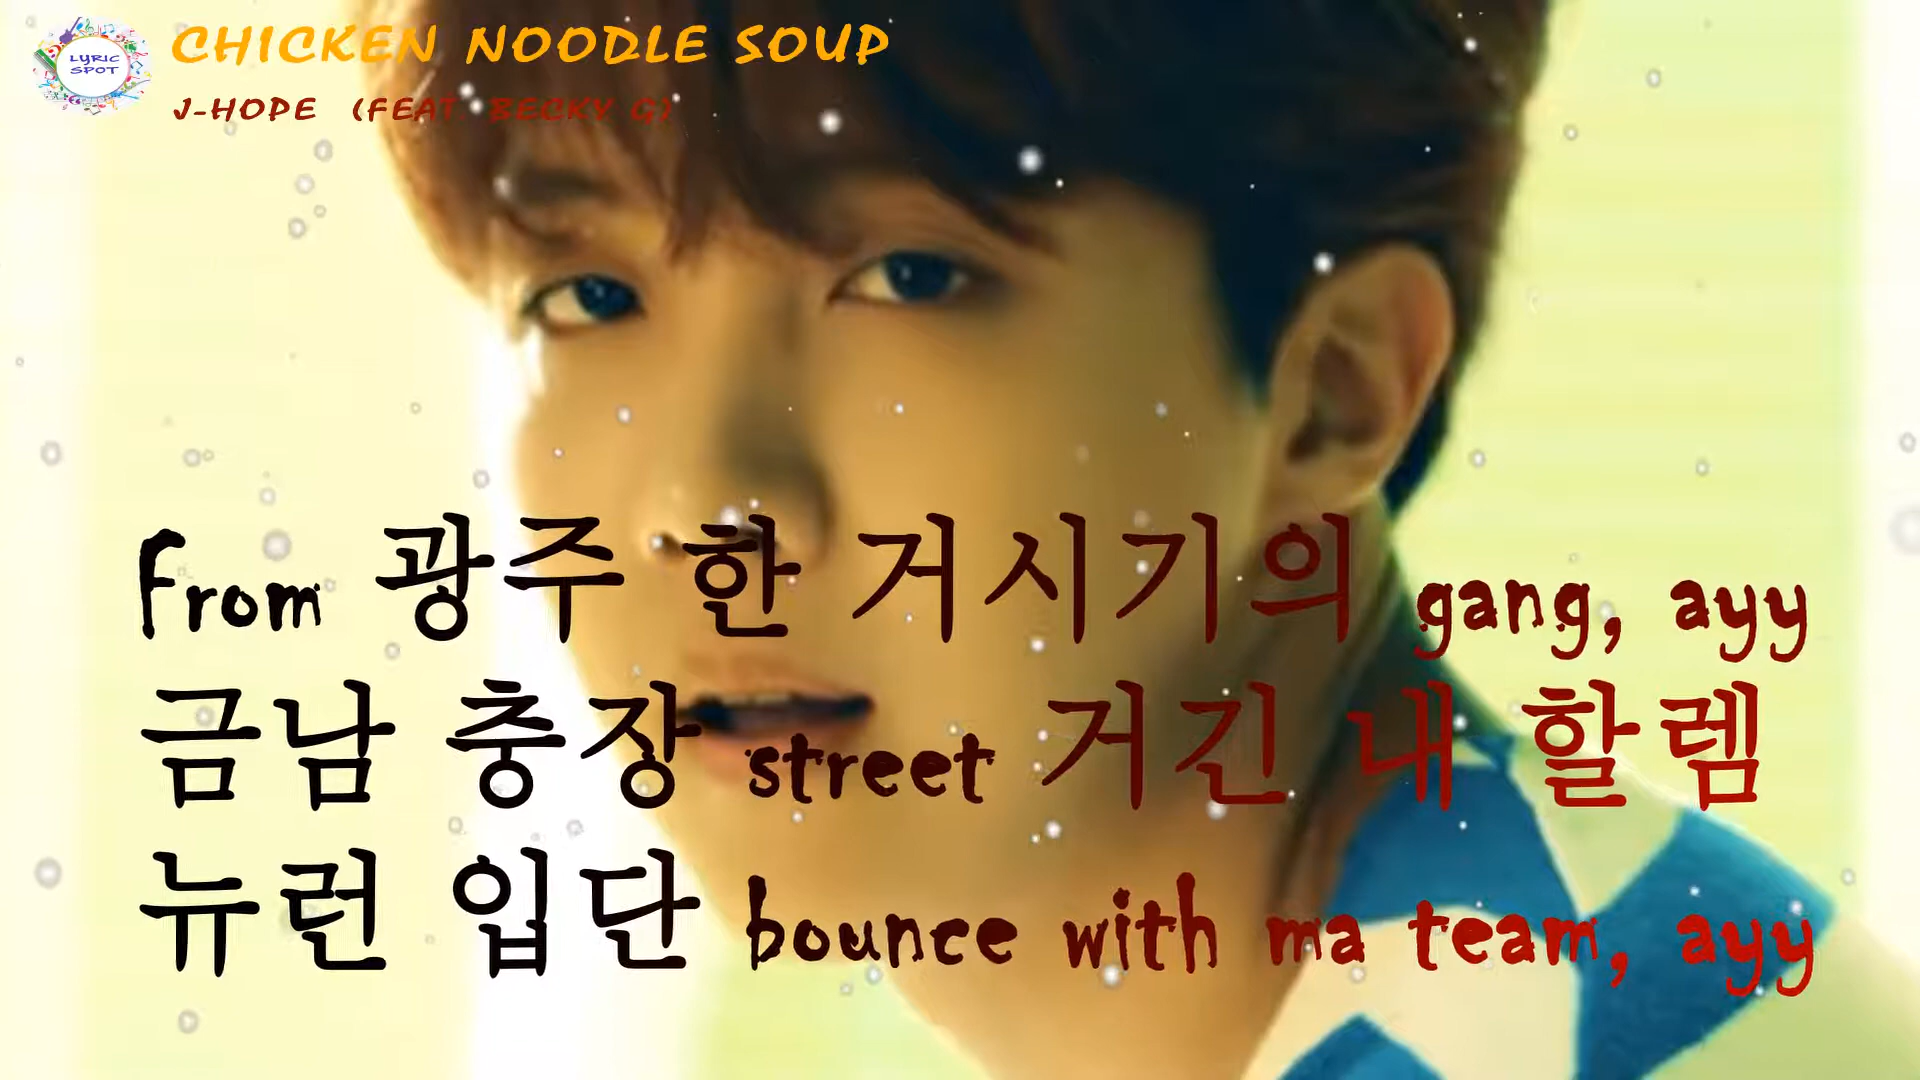 LYRIC
SPOT
CHICKEN NOODLE SOUP
J-HOPE (FEAT. BECKY G)
From 광주 한 거시기의 gang, ayy
금남 충장 street 거긴 내 할렘
뉴런 입단 bounce with ma team, ayy